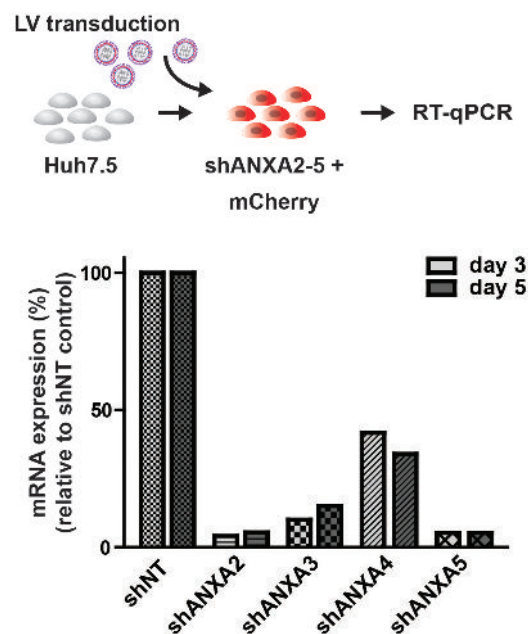 LV transduction
Huh7.5
shANXA2-5 +
mCherry
RT-qPCR
day 3
day 5
mRNA expression (%)
(relative to shNT control)
100
50
0
shNT
shANXA2
shANXA3
shANXA4
shANXA5